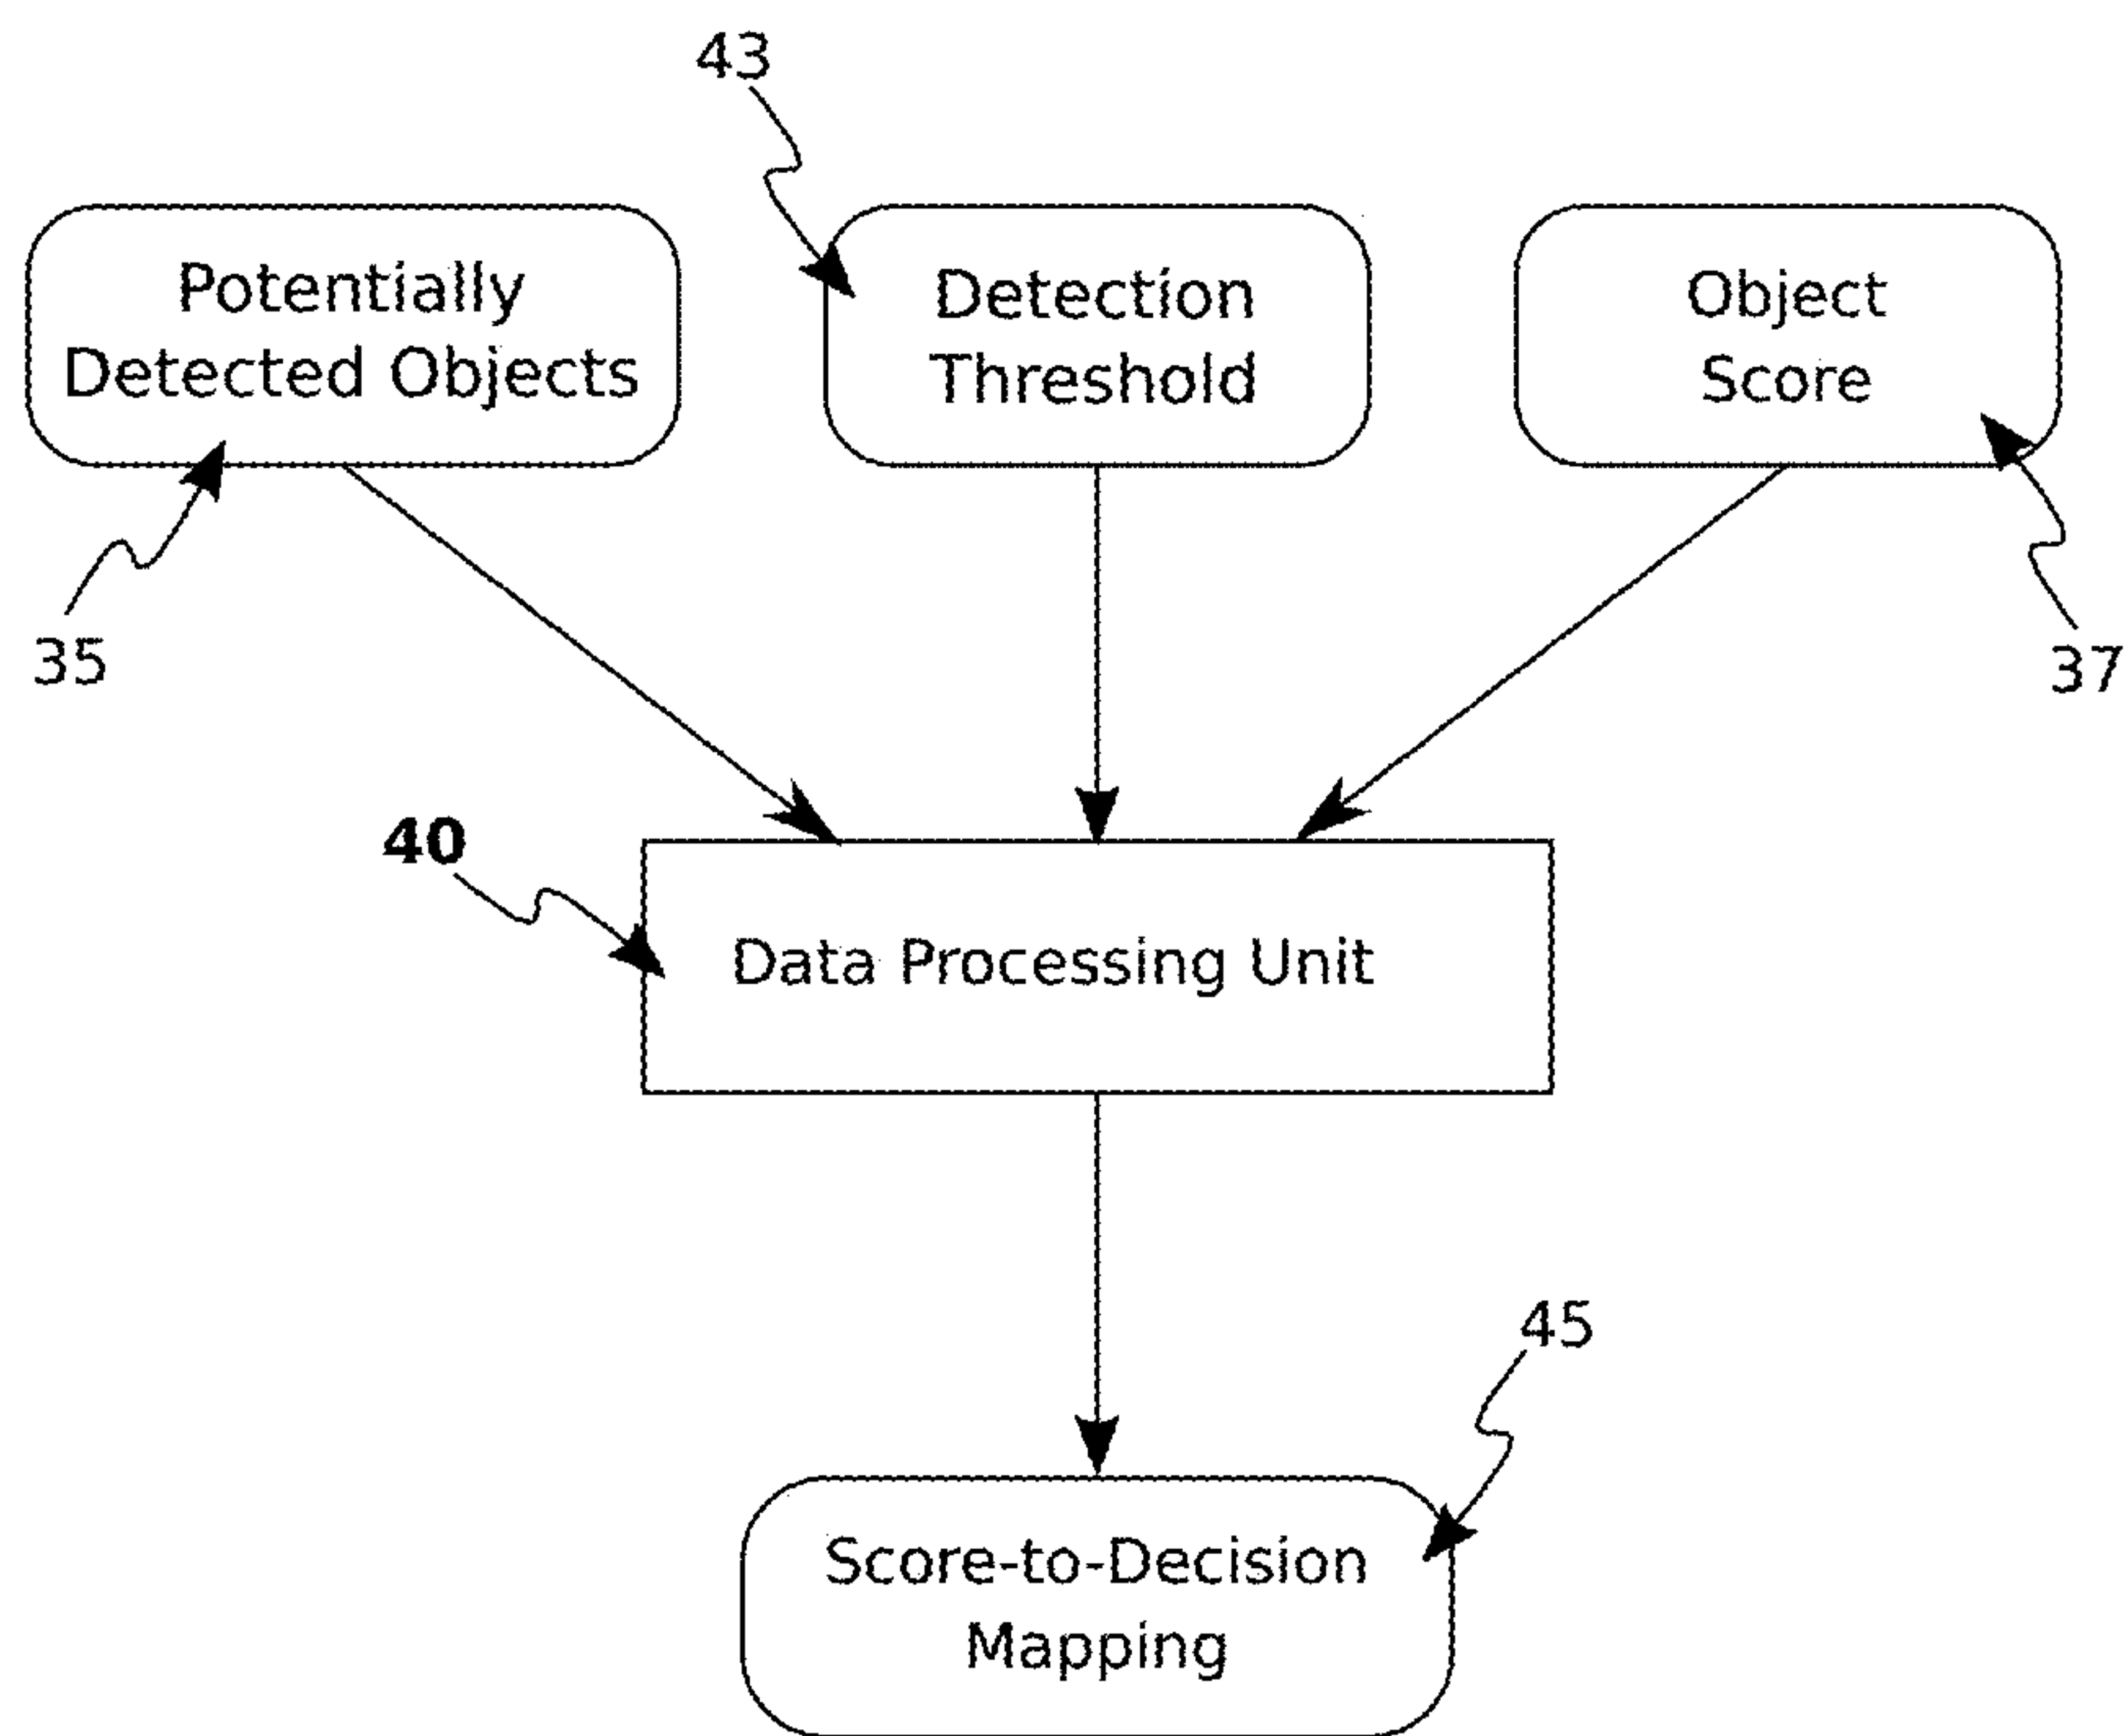 43
Potentially
Detected Objects
Detection
Threshold
Object
Score
35
37
40
Data Processing Unit
45
Score-to-Decision
Mapping